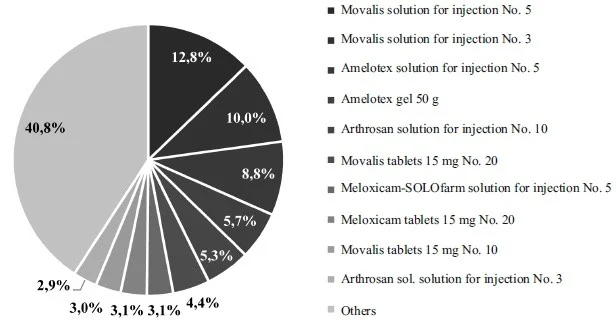 12,8%
10,0%
8,8%
5,7%
5,3%
4,4%
3,1%
3,1%
3,0%
2,9%
40,8%
Movalis solution for injection No. 5
Movalis solution for injection No. 3
Amelotex solution for injection No. 5
Amelotex gel 50 g
Arthrosan solution for injection No. 10
Movalis tablets 15 mg No. 20
Meloxicam-SOLOfarm solution for injection No. 5
Meloxicam tablets 15 mg No. 20
Movalis tablets 15 mg No. 10
Arthrosan sol. solution for injection No. 3
Others